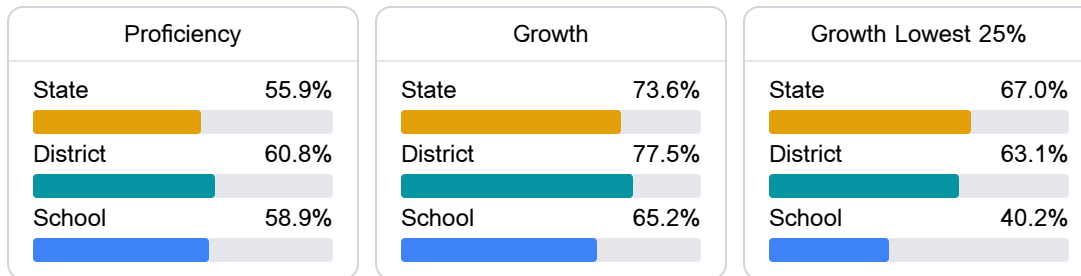 Proficiency
State 55.9%
District 60.8%
School 58.9%
Growth
State 73.6%
District 77.5%
School 65.2%
Growth Lowest 25%
State 67.0%
District 63.1%
School 40.2%